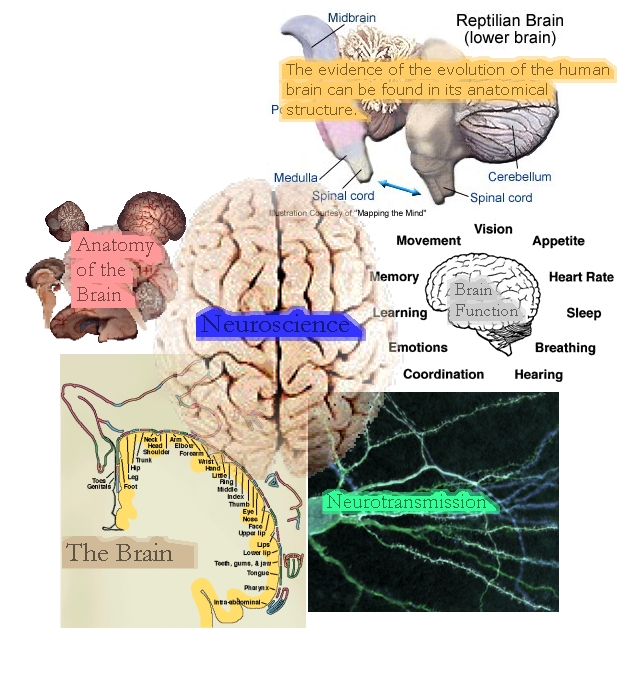 Midbrain
Reptilian Brain
(lower brain)
The evidence of the evolution of the human
brain can be found in its anatomical
structure.
Medulla
Spinal cord
Cerebellum
Spinal cord
Illustration Courtesy of "Mapping the Mind"
Anatomy
of the
Brain
Neuroscience
Vision
Movement
Appetite
Memory
Heart Rate
Brain
Function
Learning
Sleep
Emotions
Breathing
Coordination
Hearing
Neck
Head
Shoulder
Arm
Elbow
Forearm
Wrist
Hand
Little
Ring
Middle
Index
Thumb
Eye
Nose
Face
Upper lip
Lips
Lower lip
Teeth, gums, & jaw
Tongue
Pharynx
Intra-abdominal
Trunk
Hip
Leg
Foot
Toes
Genitals
The Brain
Neurotransmission